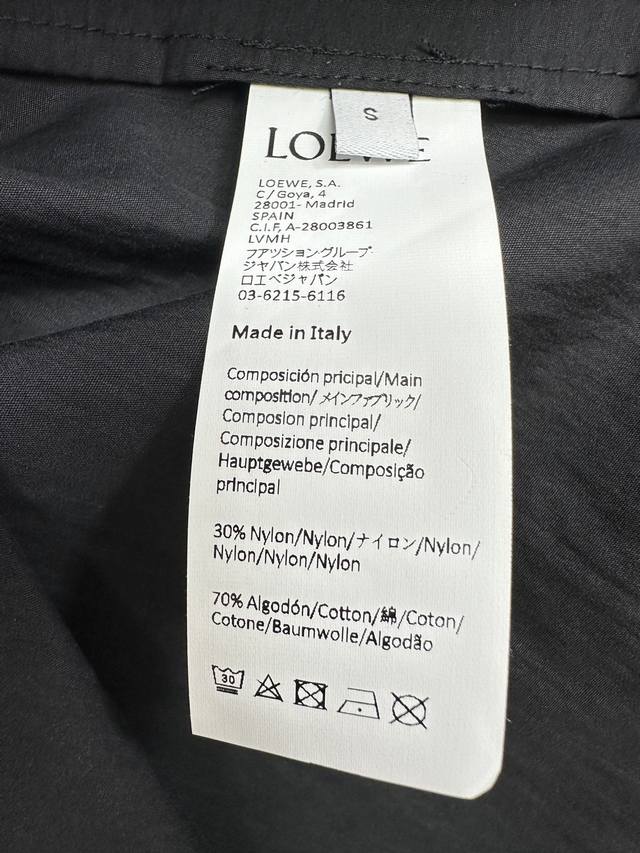 S
LOEWE
LOEWE, S.A.
C/Goya, 4
28001- Madrid
SPAIN
C.I.F, A-28003861
LVMH
フアッショングループ
ジャパン株式会社
ロエベジャパン
03-6215-6116
Made in Italy
Composición pricipal/Main
composition/メインファブリック/
Composion principal/
Composizione principale/
Hauptgewebe/Composição
principal
30% Nylon/Nylon/ナイロン/Nylon/
Nylon/Nylon/Nylon
70% Algodón/Cotton/綿/Coton/
Cotone/Baumwolle/Algodão
30